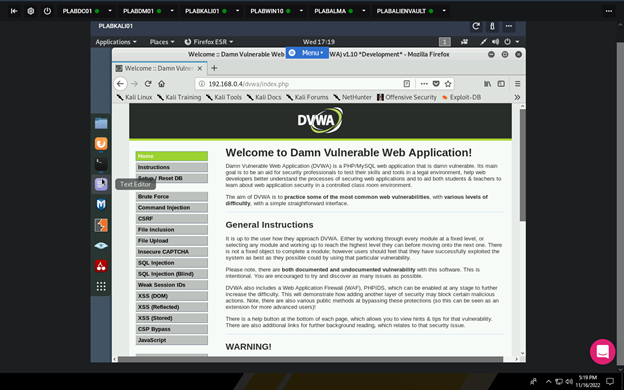 PLABDC01 PLABDM01 PLABKALI01 PLABWIN10 PLABALMA PLABALIENVAULT
PLABKALI01
Applications Places Firefox ESR Wed 17:19 1
Welcome :: Damn Vulnerable Web Menu WA) v1.10 *Development* - Mozilla Firefox
Welcome :: Damn Vulner
192.168.0.4/dvwa/index.php
Kali Linux Kali Training Kali Tools Kali Docs Kali Forums NetHunter Offensive Security Exploit-DB
DVWA
Home
Instructions
Setup / Reset DB
Text Editor
Brute Force
Command Injection
CSRF
File Inclusion
File Upload
Insecure CAPTCHA
SQL Injection
SQL Injection (Blind)
Weak Session IDs
XSS (DOM)
XSS (Reflected)
XSS (Stored)
CSP Bypass
JavaScript
Welcome to Damn Vulnerable Web Application!
Damn Vulnerable Web Application (DVWA) is a PHP/MySQL web application that is damn vulnerable. Its main
goal is to be an aid for security professionals to test their skills and tools in a legal environment, help web
developers better understand the processes of securing web applications and to aid both students & teachers to
learn about web application security in a controlled class room environment.
The aim of DVWA is to practice some of the most common web vulnerabilities, with various levels of
difficulty, with a simple straightforward interface.
General Instructions
It is up to the user how they approach DVWA. Either by working through every module at a fixed level, or
selecting any module and working up to reach the highest level they can before moving onto the next one. There
is not a fixed object to complete a module; however users should feel that they have successfully exploited the
system as best as they possible could by using that particular vulnerability.
Please note, there are both documented and undocumented vulnerability with this software. This is
intentional. You are encouraged to try and discover as many issues as possible.
DVWA also includes a Web Application Firewall (WAF), PHPIDS, which can be enabled at any stage to further
increase the difficulty. This will demonstrate how adding another layer of security may block certain malicious
actions. Note, there are also various public methods at bypassing these protections (so this can be seen as an
extension for more advanced users)!
There is a help button at the bottom of each page, which allows you to view hints & tips for that vulnerability.
There are also additional links for further background reading, which relates to that security issue.
WARNING!
5:19 PM
11/16/2022